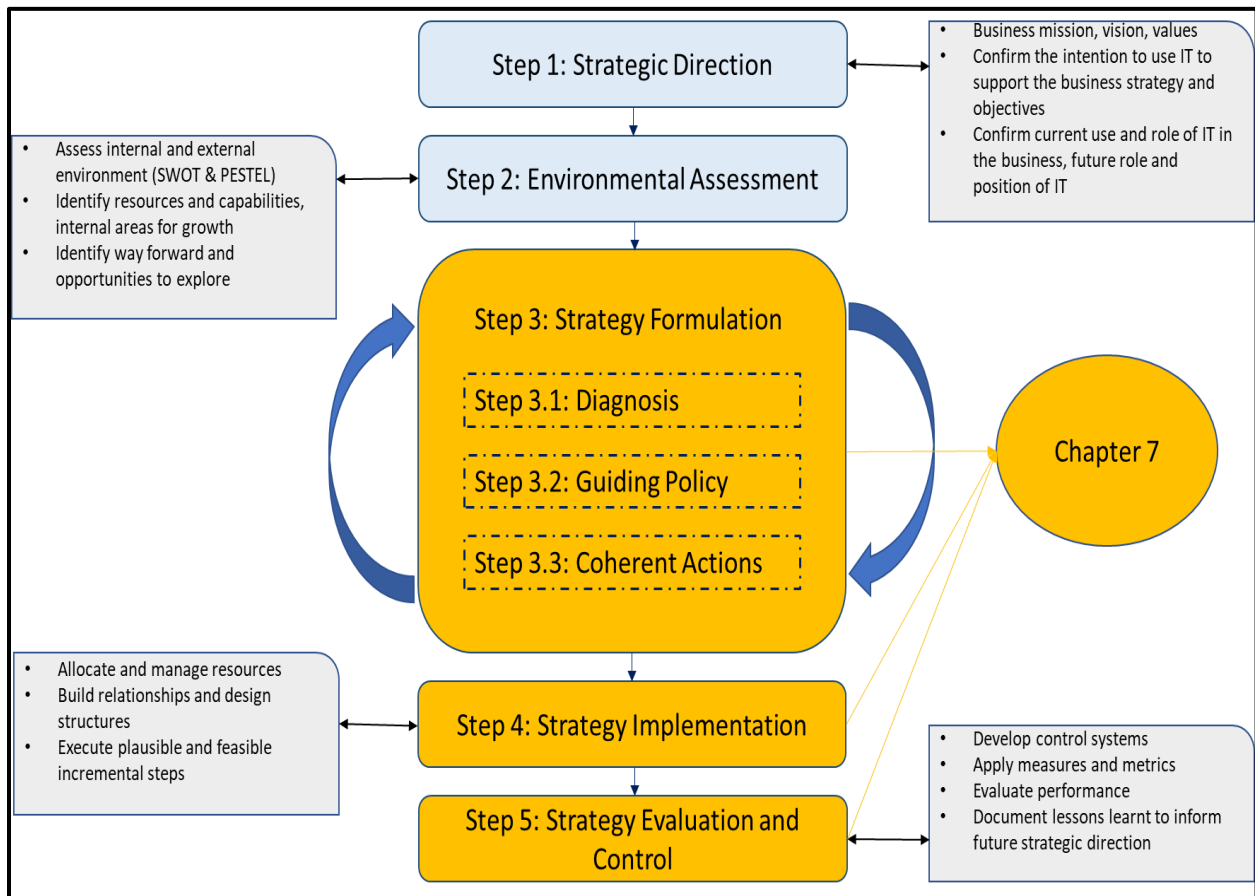 Step 1: Strategic Direction
• Business mission, vision, values
• Confirm the intention to use IT to
support the business strategy and
objectives
• Confirm current use and role of IT in
the business, future role and
position of IT
• Assess internal and external
environment (SWOT & PESTEL)
• Identify resources and capabilities,
internal areas for growth
• Identify way forward and
opportunities to explore
Step 2: Environmental Assessment
Step 3: Strategy Formulation
Step 3.1: Diagnosis
Step 3.2: Guiding Policy
Step 3.3: Coherent Actions
Chapter 7
• Allocate and manage resources
• Build relationships and design
structures
• Execute plausible and feasible
incremental steps
Step 4: Strategy Implementation
Step 5: Strategy Evaluation and
Control
• Develop control systems
• Apply measures and metrics
• Evaluate performance
• Document lessons learnt to inform
future strategic direction